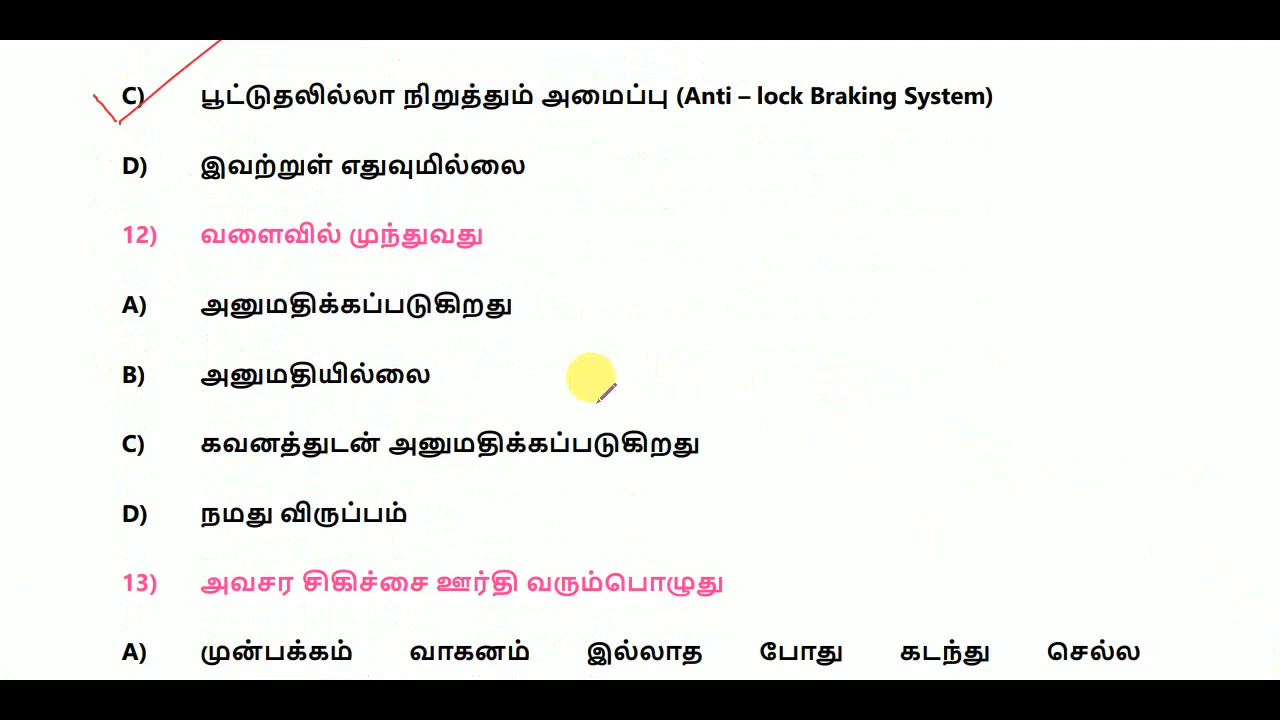 C) பூட்டுதலில்லா நிறுத்தும் அமைப்பு (Anti – lock Braking System)
D) இவற்றுள் எதுவுமில்லை
12) வளைவில் முந்துவது
A) அனுமதிக்கப்படுகிறது
B) அனுமதியில்லை
C) கவனத்துடன் அனுமதிக்கப்படுகிறது
D) நமது விருப்பம்
13) அவசர சிகிச்சை ஊர்தி வரும்பொழுது
A) முன்பக்கம் வாகனம் இல்லாத போது கடந்து செல்ல